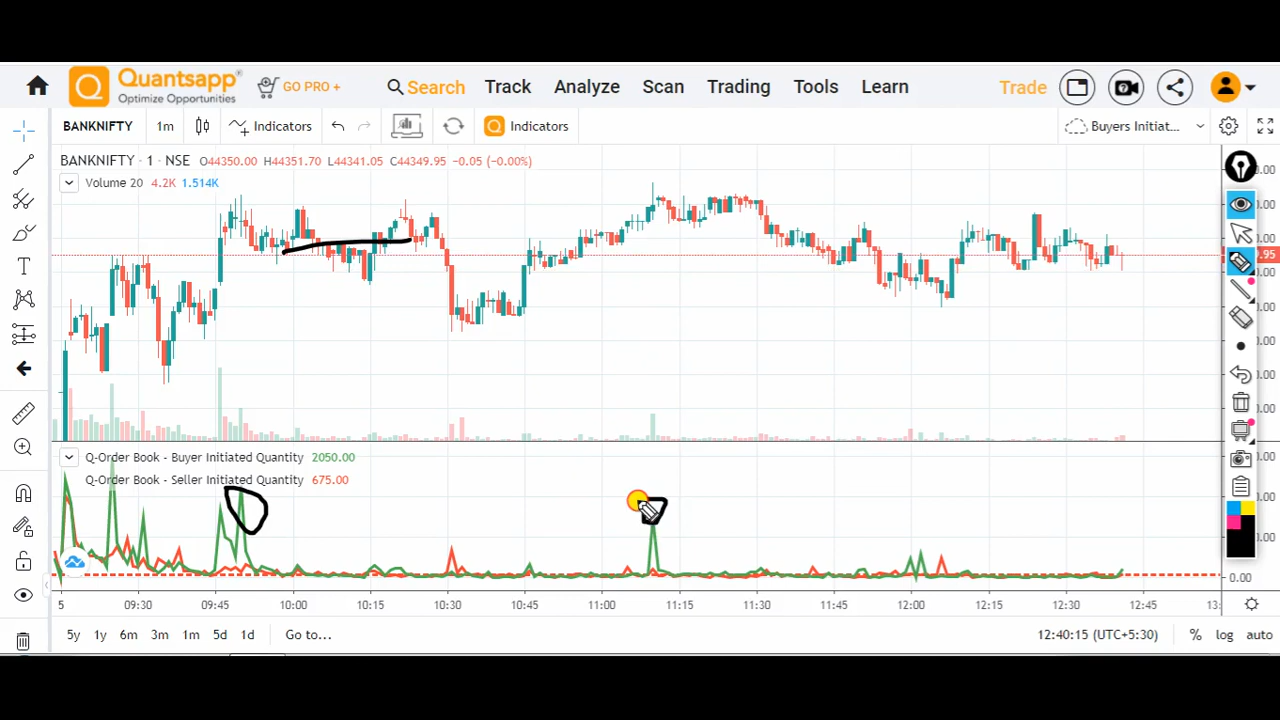 Quantsapp
Optimize Opportunities
GO PRO +
Search
Track
Analyze
Scan
Trading
Tools
Learn
Trade
BANKNIFTY
1m
Indicators
Indicators
Buyers Initiat...
BANKNIFTY · 1 · NSE O44350.00 H44351.70 L44341.05 C44349.95 −0.05 (−0.00%)
Volume 20 4.2K 1.514K
.95
Q-Order Book - Buyer Initiated Quantity 2050.00
Q-Order Book - Seller Initiated Quantity 675.00
0.00
5 09:30 09:45 10:00 10:15 10:30 10:45 11:00 11:15 11:30 11:45 12:00 12:15 12:30 12:45 13:
5y 1y 6m 3m 1m 5d 1d Go to... 12:40:15 (UTC+5:30) % log auto